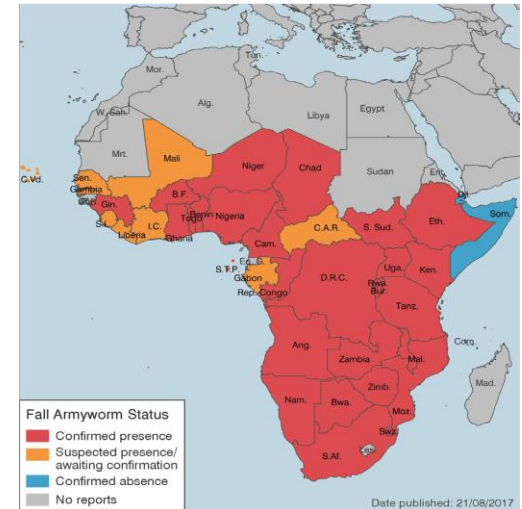 Tun.
Mor.
Alg.
Libya
Egypt
W. Sah.
Mrt.
Mali
Niger
Chad
Sudan
Eri.
C.Vd.
Sen.
Gambia
Gin.
B.F.
Benin
Togo
Nigeria
Dji.
Som.
S.L.
I.C.
Liberia
Ghana
Cam.
C.A.R.
S. Sud.
Eth.
Eq. G.
S.T.P.
Gabon
Rep. Congo
D.R.C.
Uga.
Ken.
Rwa.
Bur.
Tanz.
Com.
Ang.
Zambia
Mal.
Mad.
Zimb.
Nam.
Bwa.
Moz.
Swz.
S.Af.
Les.
Fall Armyworm Status
Confirmed presence
Suspected presence/
awaiting confirmation
Confirmed absence
No reports
Date published: 21/08/2017